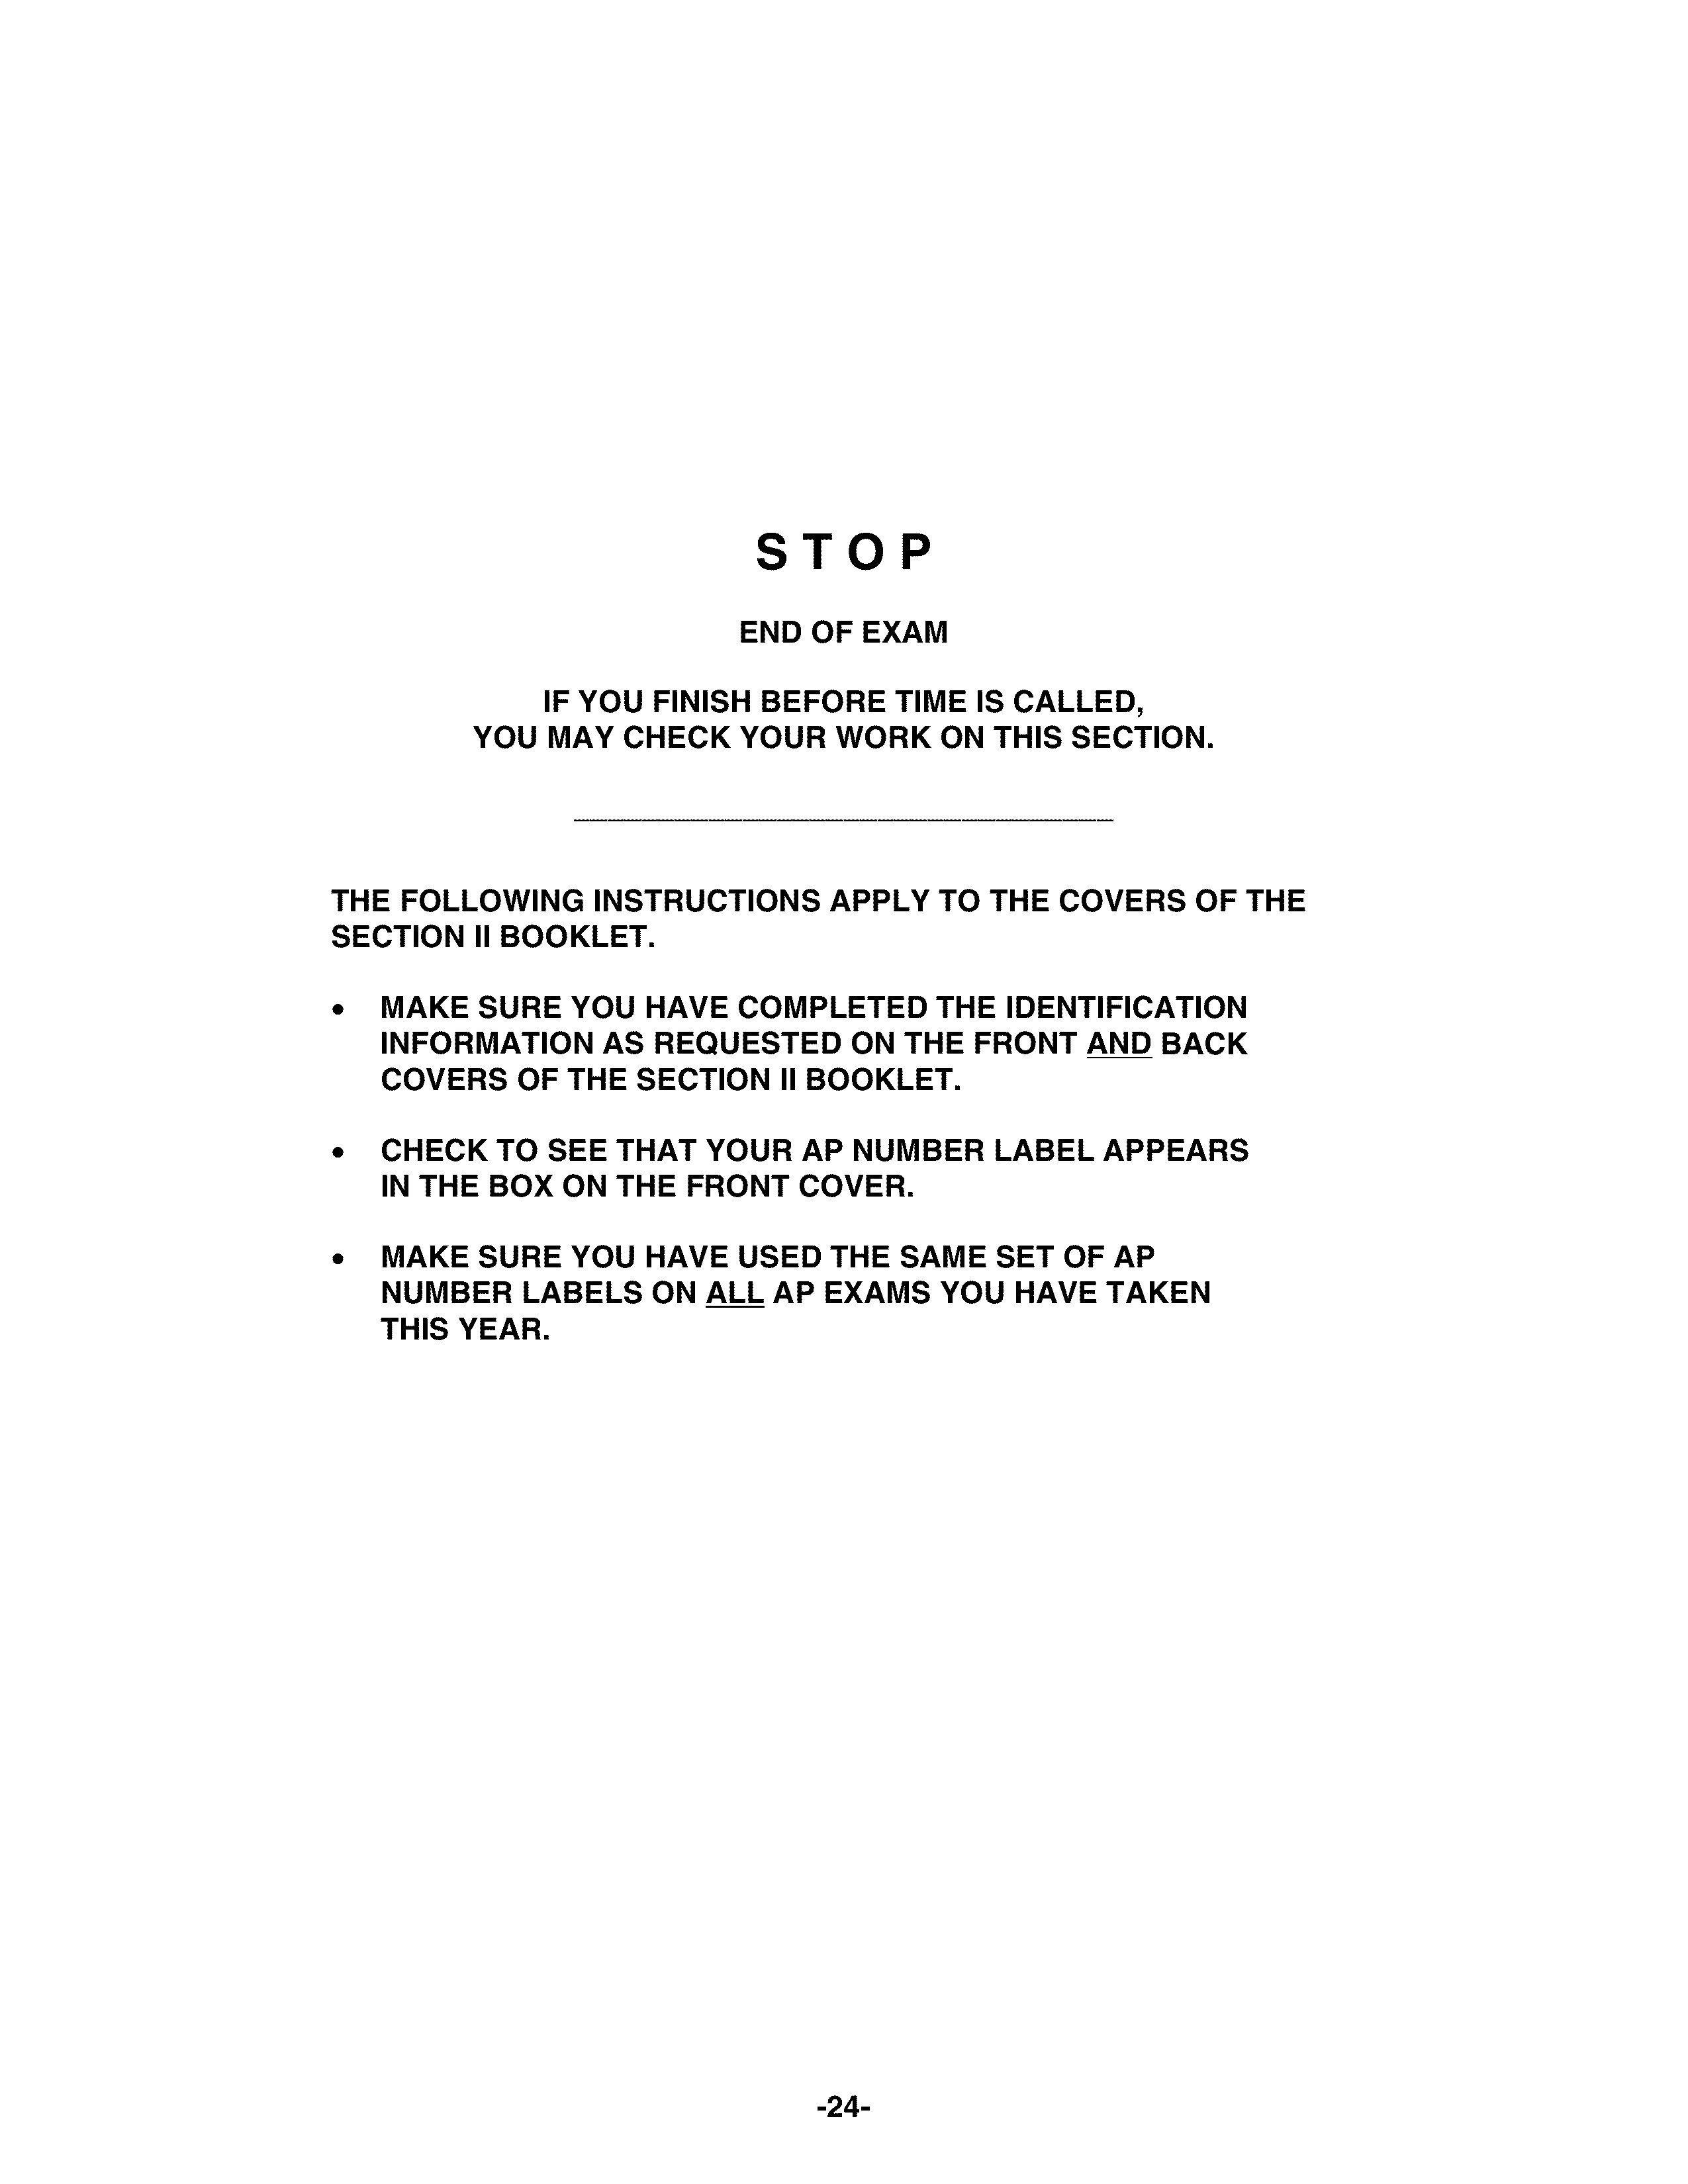 S T O P
END OF EXAM
IF YOU FINISH BEFORE TIME IS CALLED,
YOU MAY CHECK YOUR WORK ON THIS SECTION.
________________________________
THE FOLLOWING INSTRUCTIONS APPLY TO THE COVERS OF THE
SECTION II BOOKLET.
• MAKE SURE YOU HAVE COMPLETED THE IDENTIFICATION
INFORMATION AS REQUESTED ON THE FRONT AND BACK
COVERS OF THE SECTION II BOOKLET.
• CHECK TO SEE THAT YOUR AP NUMBER LABEL APPEARS
IN THE BOX ON THE FRONT COVER.
• MAKE SURE YOU HAVE USED THE SAME SET OF AP
NUMBER LABELS ON ALL AP EXAMS YOU HAVE TAKEN
THIS YEAR.
-24-